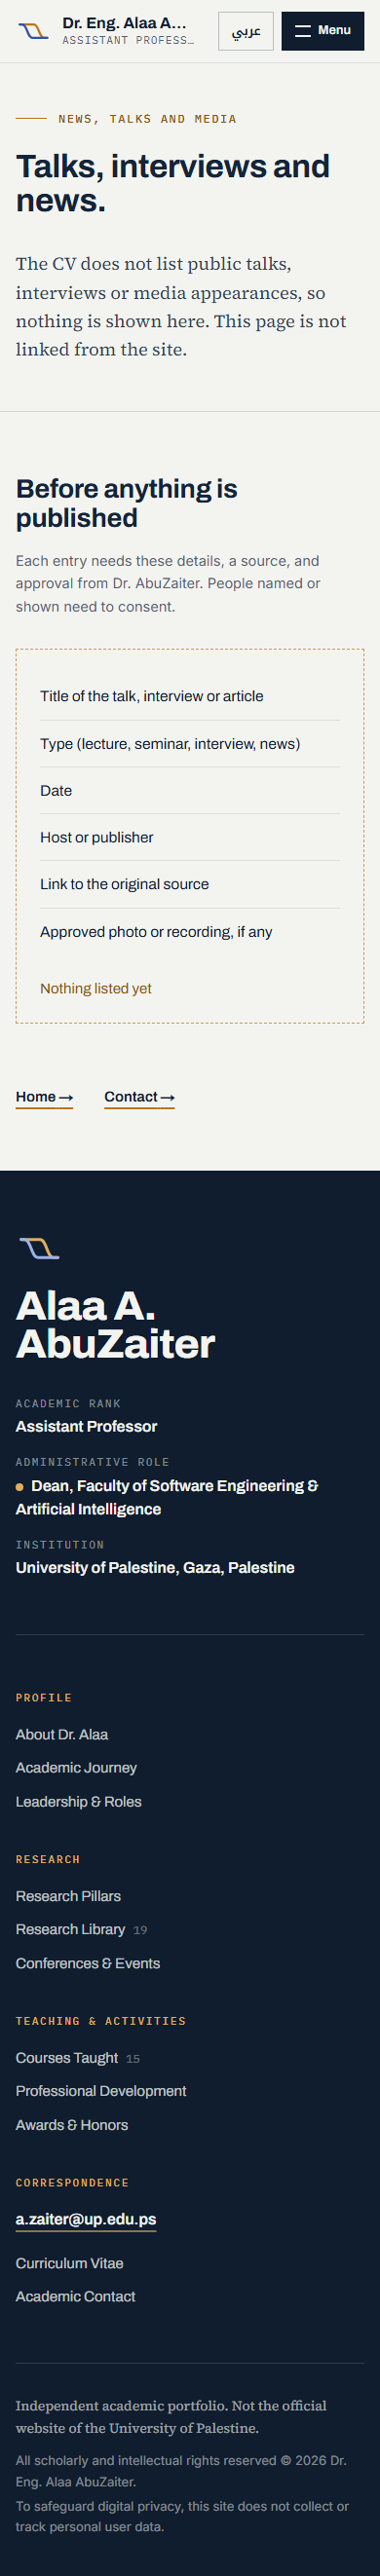 Dr. Eng. Alaa A...
ASSISTANT PROFESS...
عربي
Menu
NEWS, TALKS AND MEDIA
Talks, interviews and
news.
The CV does not list public talks,
interviews or media appearances, so
nothing is shown here. This page is not
linked from the site.
Before anything is
published
Each entry needs these details, a source, and
approval from Dr. AbuZaiter. People named or
shown need to consent.
Title of the talk, interview or article
Type (lecture, seminar, interview, news)
Date
Host or publisher
Link to the original source
Approved photo or recording, if any
Nothing listed yet
Home →
Contact →
Alaa A.
AbuZaiter
ACADEMIC RANK
Assistant Professor
ADMINISTRATIVE ROLE
Dean, Faculty of Software Engineering &
Artificial Intelligence
INSTITUTION
University of Palestine, Gaza, Palestine
PROFILE
About Dr. Alaa
Academic Journey
Leadership & Roles
RESEARCH
Research Pillars
Research Library 19
Conferences & Events
TEACHING & ACTIVITIES
Courses Taught 15
Professional Development
Awards & Honors
CORRESPONDENCE
a.zaiter@up.edu.ps
Curriculum Vitae
Academic Contact
Independent academic portfolio. Not the official
website of the University of Palestine.
All scholarly and intellectual rights reserved © 2026 Dr.
Eng. Alaa AbuZaiter.
To safeguard digital privacy, this site does not collect or
track personal user data.